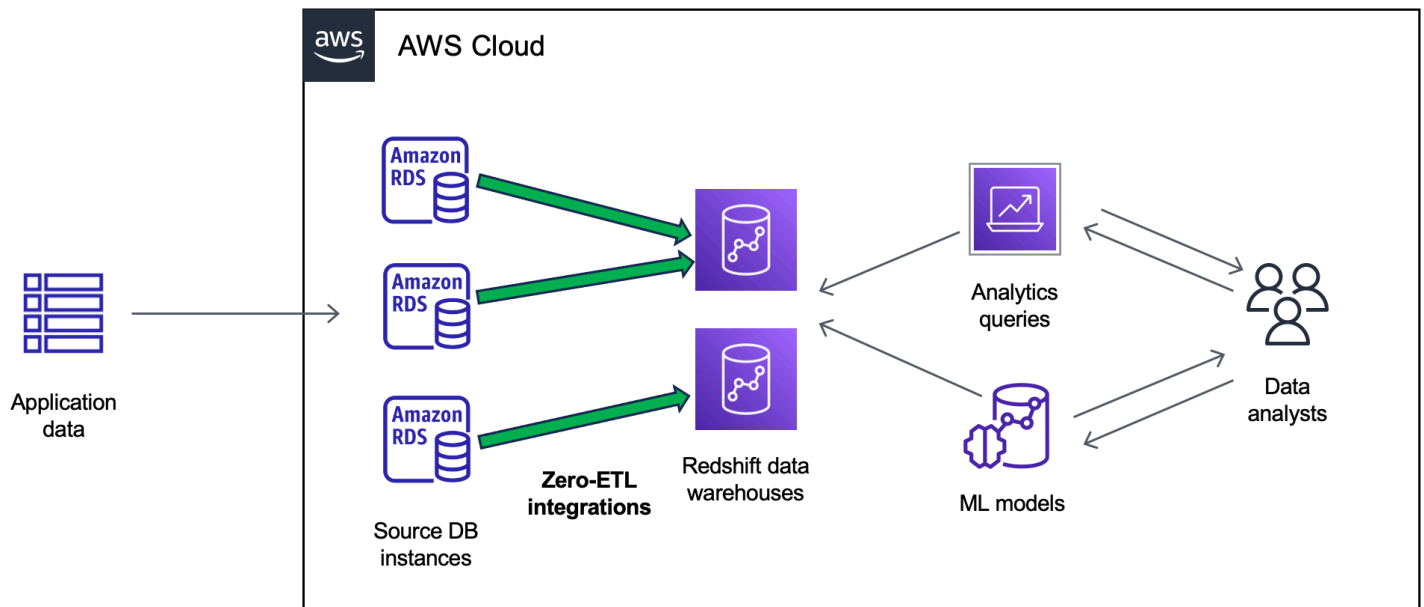 aws
AWS Cloud
Amazon
RDS
Amazon
RDS
Amazon
RDS
Application
data
Source DB
instances
Zero-ETL
integrations
Redshift data
warehouses
Analytics
queries
ML models
Data
analysts